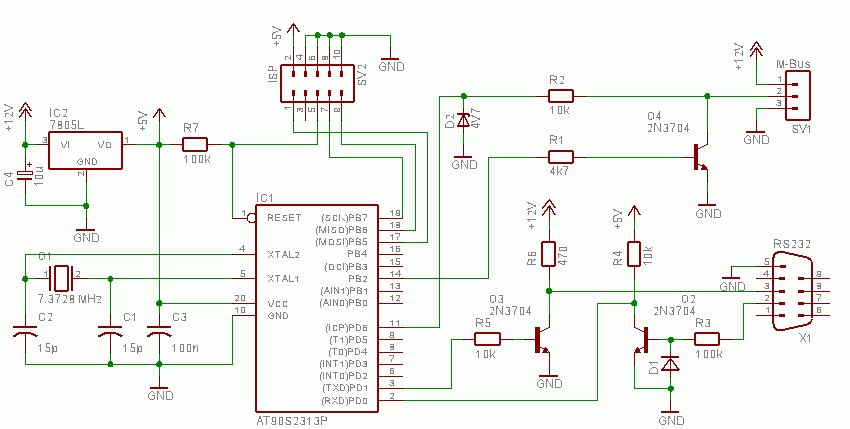 +5V
2 4 6 8 10
GND
ISP
SV2
1 3 5 7 9
+12V
M-Bus
1
2
3
GND
SV1
R2
10k
D2
4V7
GND
Q4
2N3704
R1
4k7
GND
IC2
7805L
+12V
3 VI VO 1
GND
2
+5V
R7
100k
C4
+
10u
GND
IC1
1 RESET
4 XTAL2
5 XTAL1
20 VCC
10 GND
(SCL)PB7 19
(MISO)PB6 18
(MOSI)PB5 17
PB4 16
(OCI)PB3 15
PB2 14
(AIN1)PB1 13
(AIN0)PB0 12
(ICP)PD6 11
(T1)PD5 9
(T0)PD4 8
(INT1)PD3 7
(INT0)PD2 6
(TXD)PD1 3
(RXD)PD0 2
AT90S2313P
Q1
1 2
7.3728 MHz
C2
15p
C1
15p
C3
100n
GND
+12V
R6
470
+5V
R4
10k
Q3
2N3704
R5
10k
GND
Q2
2N3704
R3
100k
D1
GND
RS232
GND
5
4
3
2
1
9
8
7
6
X1